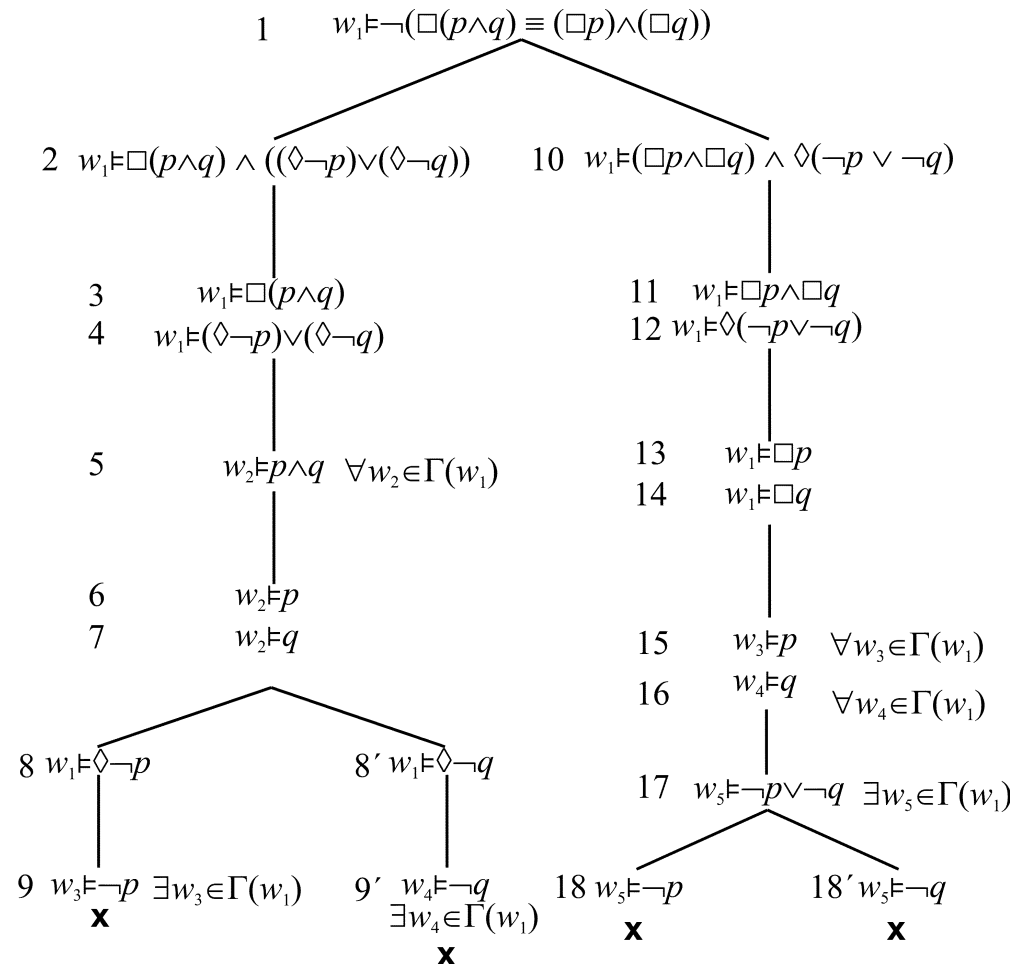 1 w₁⊨¬(□(p∧q) ≡ (□p)∧(□q))
2 w₁⊨□(p∧q) ∧ ((◊¬p)∨(◊¬q))
10 w₁⊨(□p∧□q) ∧ ◊(¬p ∨ ¬q)
3 w₁⊨□(p∧q)
4 w₁⊨(◊¬p)∨(◊¬q)
11 w₁⊨□p∧□q
12 w₁⊨◊(¬p∨¬q)
5 w₂⊨p∧q ∀w₂∈Γ(w₁)
13 w₁⊨□p
14 w₁⊨□q
6 w₂⊨p
7 w₂⊨q
15 w₃⊨p ∀w₃∈Γ(w₁)
16 w₄⊨q ∀w₄∈Γ(w₁)
8 w₁⊨◊¬p
8´ w₁⊨◊¬q
17 w₅⊨¬p∨¬q ∃w₅∈Γ(w₁)
9 w₃⊨¬p ∃w₃∈Γ(w₁)
x
9´ w₄⊨¬q
∃w₄∈Γ(w₁)
x
18 w₅⊨¬p
x
18´ w₅⊨¬q
x